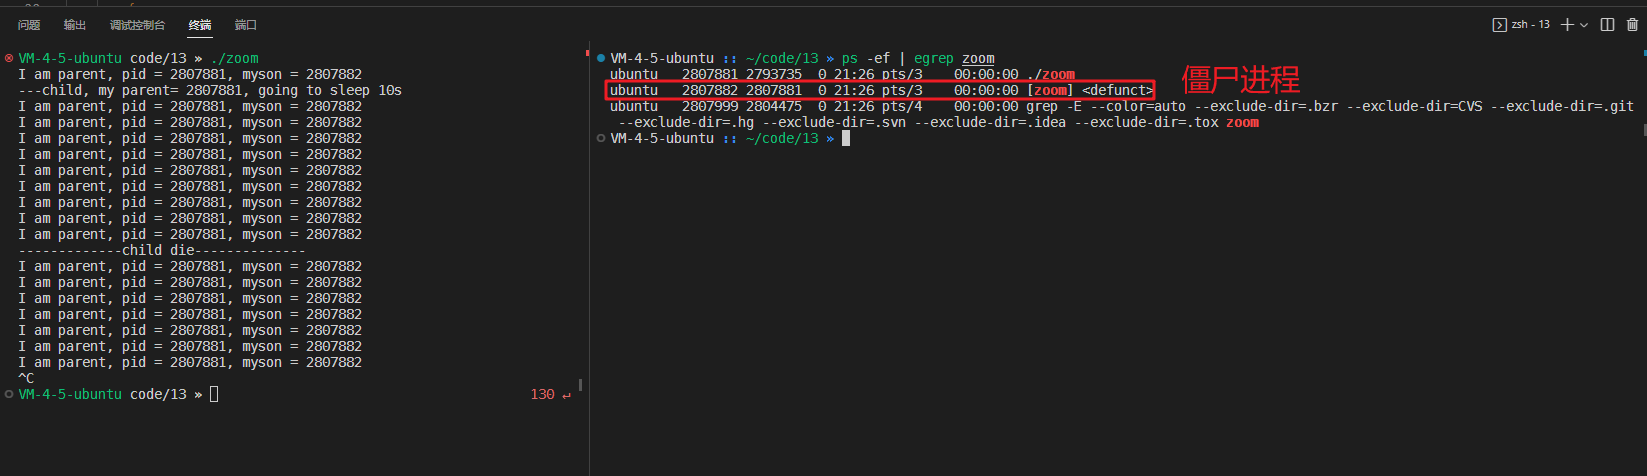 问题 输出 调试控制台 终端 端口
zsh - 13
VM-4-5-ubuntu code/13 » ./zoom
I am parent, pid = 2807881, myson = 2807882
---child, my parent= 2807881, going to sleep 10s
I am parent, pid = 2807881, myson = 2807882
I am parent, pid = 2807881, myson = 2807882
I am parent, pid = 2807881, myson = 2807882
I am parent, pid = 2807881, myson = 2807882
I am parent, pid = 2807881, myson = 2807882
I am parent, pid = 2807881, myson = 2807882
I am parent, pid = 2807881, myson = 2807882
I am parent, pid = 2807881, myson = 2807882
I am parent, pid = 2807881, myson = 2807882
-------------child die--------------
I am parent, pid = 2807881, myson = 2807882
I am parent, pid = 2807881, myson = 2807882
I am parent, pid = 2807881, myson = 2807882
I am parent, pid = 2807881, myson = 2807882
I am parent, pid = 2807881, myson = 2807882
I am parent, pid = 2807881, myson = 2807882
I am parent, pid = 2807881, myson = 2807882
^C
VM-4-5-ubuntu code/13 » 130 ↵
VM-4-5-ubuntu :: ~/code/13 » ps -ef | egrep zoom
ubuntu 2807881 2793735 0 21:26 pts/3 00:00:00 ./zoom
ubuntu 2807882 2807881 0 21:26 pts/3 00:00:00 [zoom] <defunct>
僵尸进程
ubuntu 2807999 2804475 0 21:26 pts/4 00:00:00 grep -E --color=auto --exclude-dir=.bzr --exclude-dir=CVS --exclude-dir=.git
--exclude-dir=.hg --exclude-dir=.svn --exclude-dir=.idea --exclude-dir=.tox zoom
VM-4-5-ubuntu :: ~/code/13 »